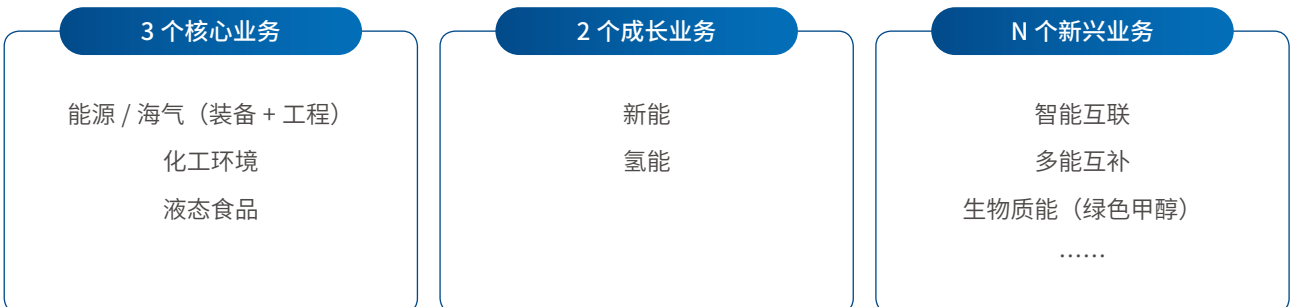 3 个核心业务
能源 / 海气（装备 + 工程）
化工环境
液态食品
2 个成长业务
新能
氢能
N 个新兴业务
智能互联
多能互补
生物质能（绿色甲醇）
……